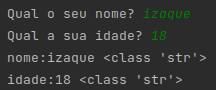 Qual o seu nome? izaque
Qual a sua idade? 18
nome:izaque <class 'str'>
idade:18 <class 'str'>